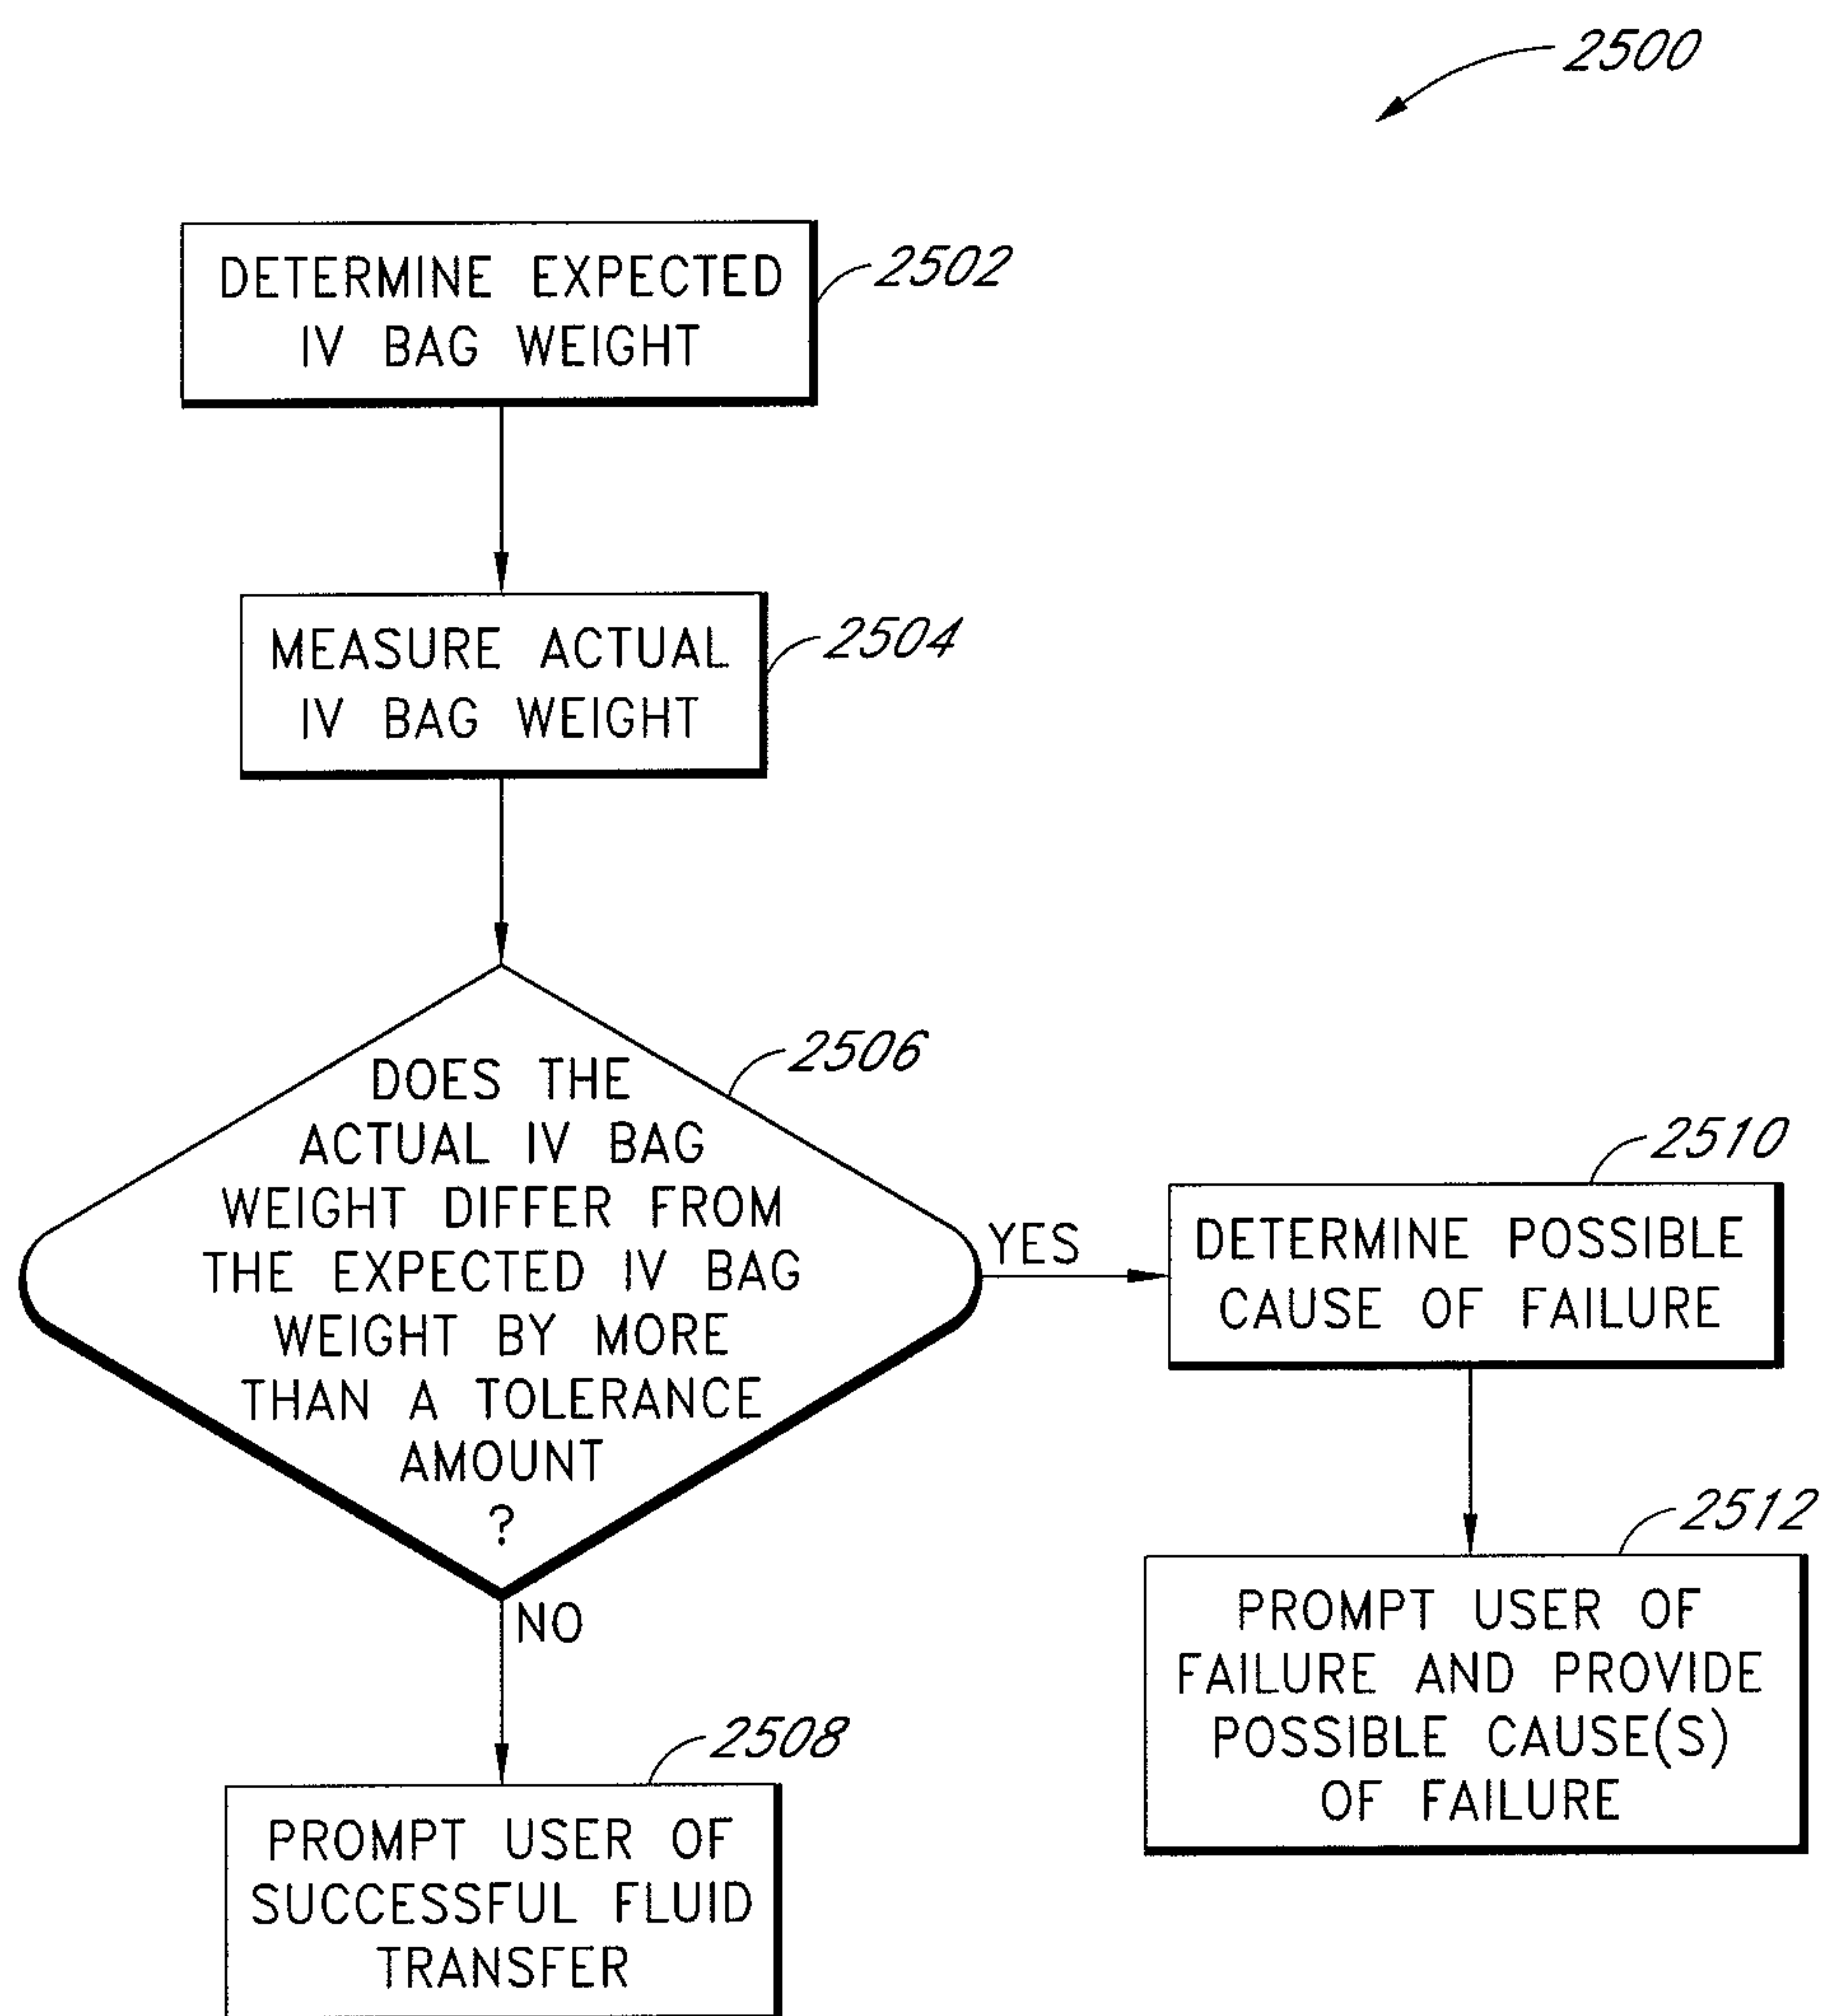 2500
DETERMINE EXPECTED
IV BAG WEIGHT
2502
MEASURE ACTUAL
IV BAG WEIGHT
2504
DOES THE
ACTUAL IV BAG
WEIGHT DIFFER FROM
THE EXPECTED IV BAG
WEIGHT BY MORE
THAN A TOLERANCE
AMOUNT
?
2506
YES
2510
DETERMINE POSSIBLE
CAUSE OF FAILURE
2512
PROMPT USER OF
FAILURE AND PROVIDE
POSSIBLE CAUSE(S)
OF FAILURE
NO
2508
PROMPT USER OF
SUCCESSFUL FLUID
TRANSFER